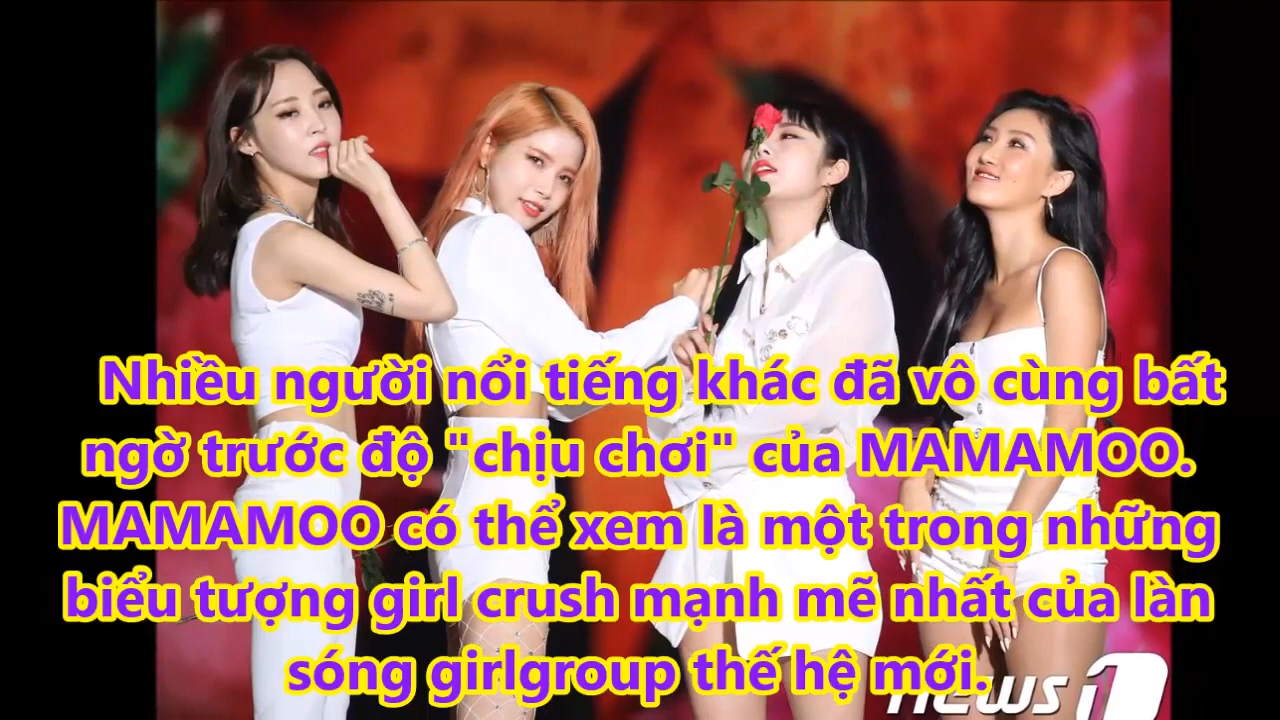 Nhiều người nổi tiếng khác đã vô cùng bất
ngờ trước độ "chịu chơi" của MAMAMOO.
MAMAMOO có thể xem là một trong những
biểu tượng girl crush mạnh mẽ nhất của làn
sóng girlgroup thế hệ mới.
news1